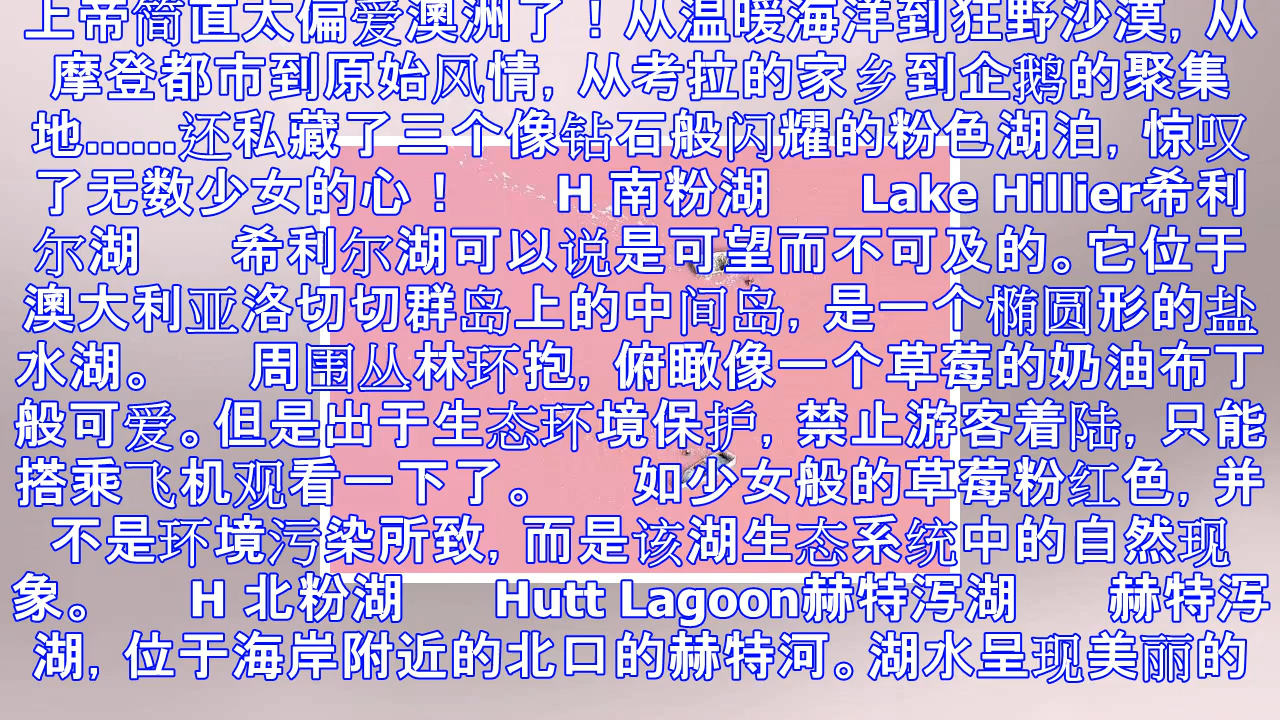 上帝简直太偏爱澳洲了！从温暖海洋到狂野沙漠, 从
摩登都市到原始风情, 从考拉的家乡到企鹅的聚集
地……还私藏了三个像钻石般闪耀的粉色湖泊, 惊叹
了无数少女的心！ H 南粉湖 Lake Hillier希利
尔湖 希利尔湖可以说是可望而不可及的。它位于
澳大利亚洛切切群岛上的中间岛, 是一个椭圆形的盐
水湖。 周围丛林环抱, 俯瞰像一个草莓的奶油布丁
般可爱。但是出于生态环境保护, 禁止游客着陆, 只能
搭乘飞机观看一下了。 如少女般的草莓粉红色, 并
不是环境污染所致, 而是该湖生态系统中的自然现
象。 H 北粉湖 Hutt Lagoon赫特泻湖 赫特泻
湖, 位于海岸附近的北口的赫特河。湖水呈现美丽的